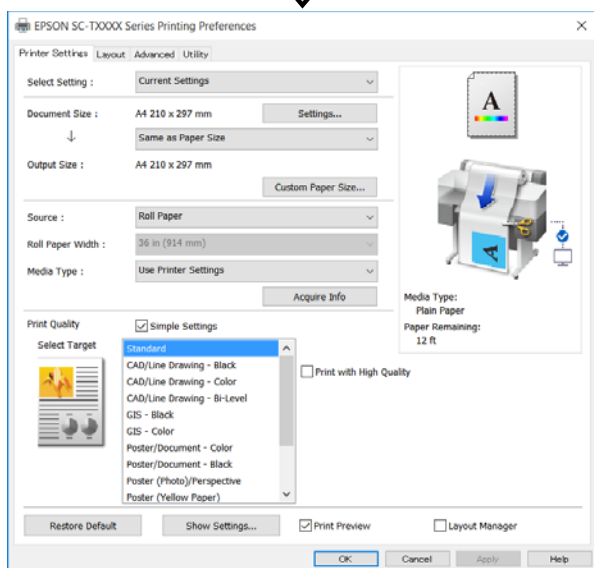 EPSON SC-TXXXX Series Printing Preferences
Printer Settings Layout Advanced Utility
Select Setting : Current Settings
Document Size : A4 210 x 297 mm Settings...
Same as Paper Size
Output Size : A4 210 x 297 mm
Custom Paper Size...
Source : Roll Paper
Roll Paper Width : 36 in (914 mm)
Media Type : Use Printer Settings
Acquire Info
A
Media Type:
Plain Paper
Paper Remaining:
12 ft
Print Quality Simple Settings
Select Target
Standard
CAD/Line Drawing - Black
CAD/Line Drawing - Color
CAD/Line Drawing - Bi-Level
GIS - Black
GIS - Color
Poster/Document - Color
Poster/Document - Black
Poster (Photo)/Perspective
Poster (Yellow Paper)
Print with High Quality
Restore Default Show Settings... Print Preview Layout Manager
OK Cancel Apply Help